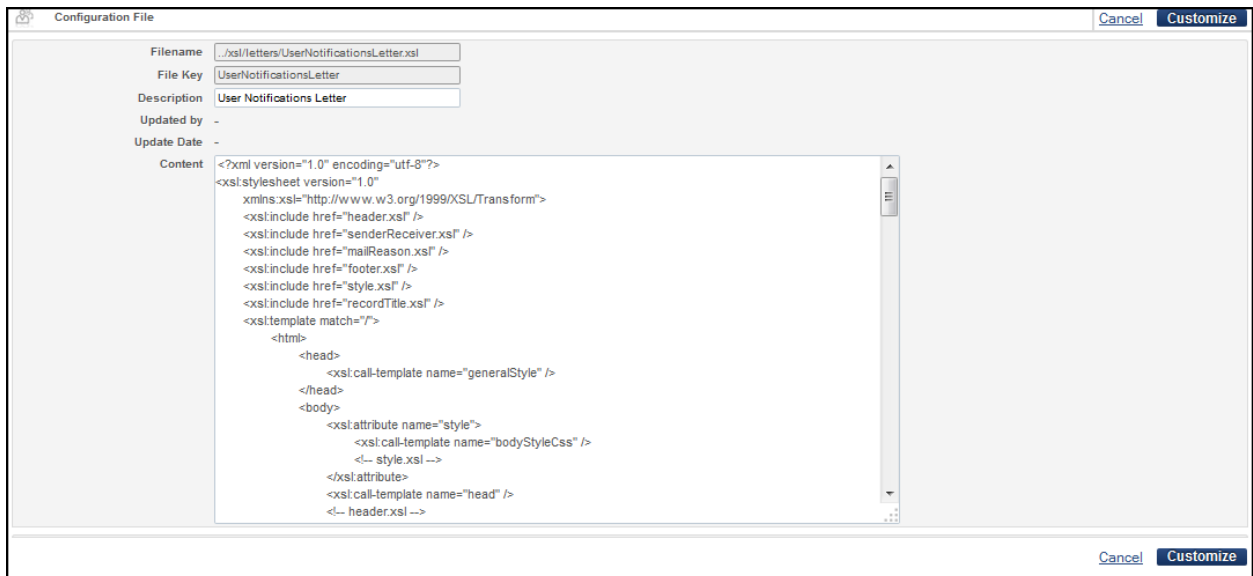 Configuration File Cancel Customize
Filename ../xsl/letters/UserNotificationsLetter.xsl
File Key UserNotificationsLetter
Description User Notifications Letter
Updated by -
Update Date -
Content <?xml version="1.0" encoding="utf-8"?>
<xsl:stylesheet version="1.0"
xmlns:xsl="http://www.w3.org/1999/XSL/Transform">
<xsl:include href="header.xsl" />
<xsl:include href="senderReceiver.xsl" />
<xsl:include href="mailReason.xsl" />
<xsl:include href="footer.xsl" />
<xsl:include href="style.xsl" />
<xsl:include href="recordTitle.xsl" />
<xsl:template match="/">
<html>
<head>
<xsl:call-template name="generalStyle" />
</head>
<body>
<xsl:attribute name="style">
<xsl:call-template name="bodyStyleCss" />
<!-- style.xsl -->
</xsl:attribute>
<xsl:call-template name="head" />
<!-- header.xsl -->
Cancel Customize